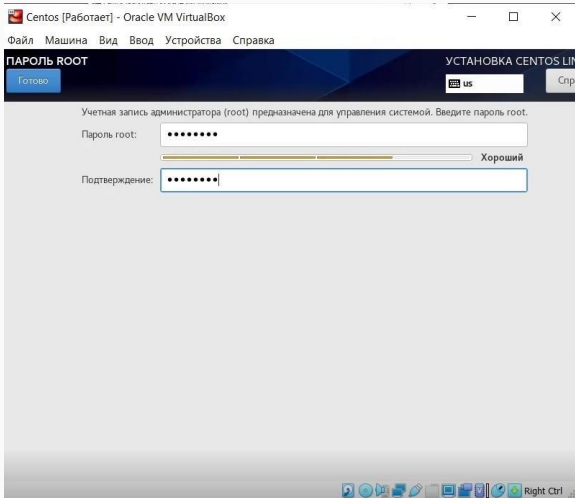 Centos [Работает] - Oracle VM VirtualBox
Файл Машина Вид Ввод Устройства Справка
ПАРОЛЬ ROOT
УСТАНОВКА CENTOS LIN
Готово
us
Спр
Учетная запись администратора (root) предназначена для управления системой. Введите пароль root.
Пароль root: ••••••••
Хороший
Подтверждение: ••••••••
Right Ctrl